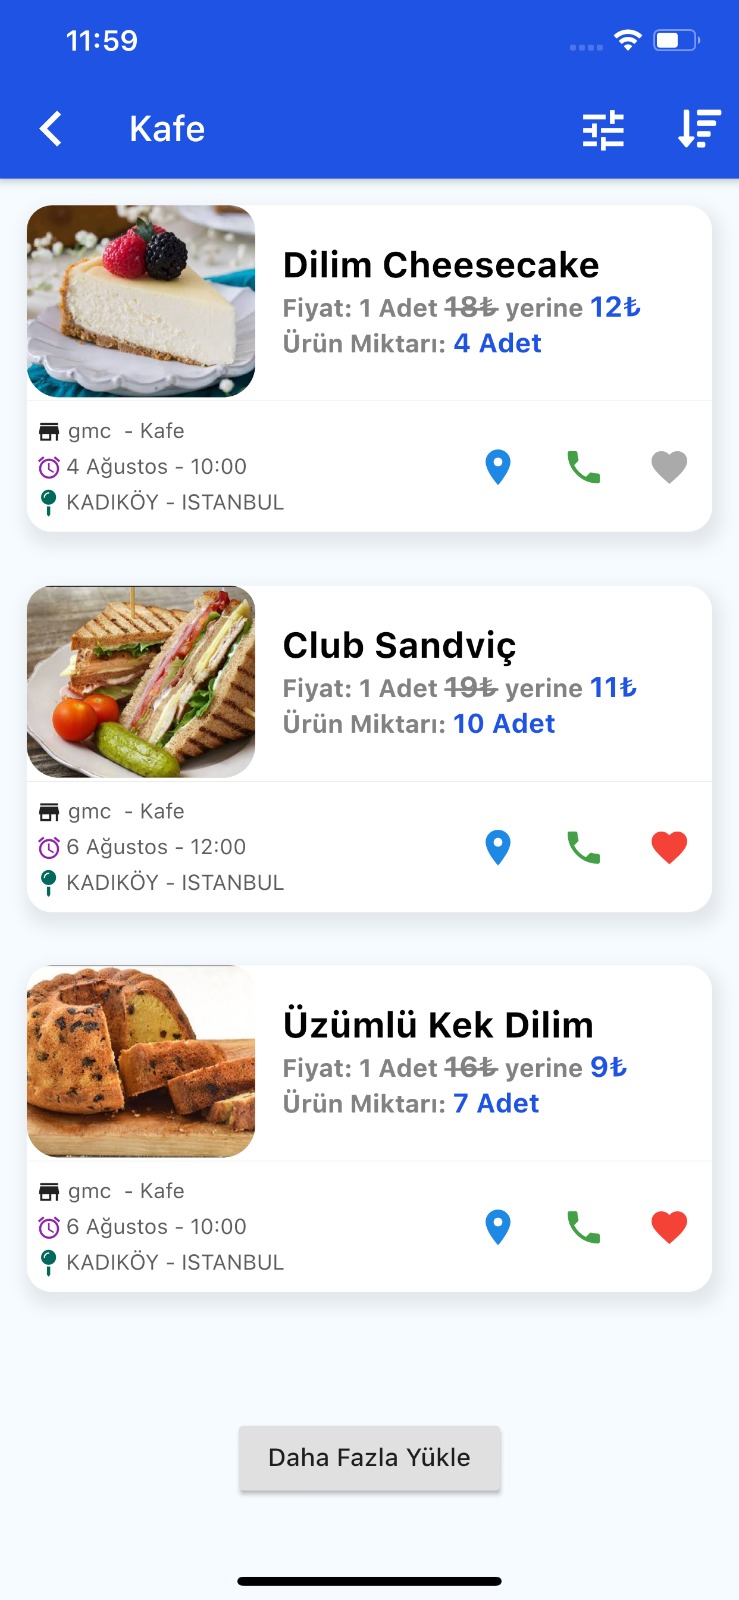 11:59
Kafe
Dilim Cheesecake
Fiyat: 1 Adet 18₺ yerine 12₺
Ürün Miktarı: 4 Adet
gmc - Kafe
4 Ağustos - 10:00
KADIKÖY - ISTANBUL
Club Sandviç
Fiyat: 1 Adet 19₺ yerine 11₺
Ürün Miktarı: 10 Adet
gmc - Kafe
6 Ağustos - 12:00
KADIKÖY - ISTANBUL
Üzümlü Kek Dilim
Fiyat: 1 Adet 16₺ yerine 9₺
Ürün Miktarı: 7 Adet
gmc - Kafe
6 Ağustos - 10:00
KADIKÖY - ISTANBUL
Daha Fazla Yükle